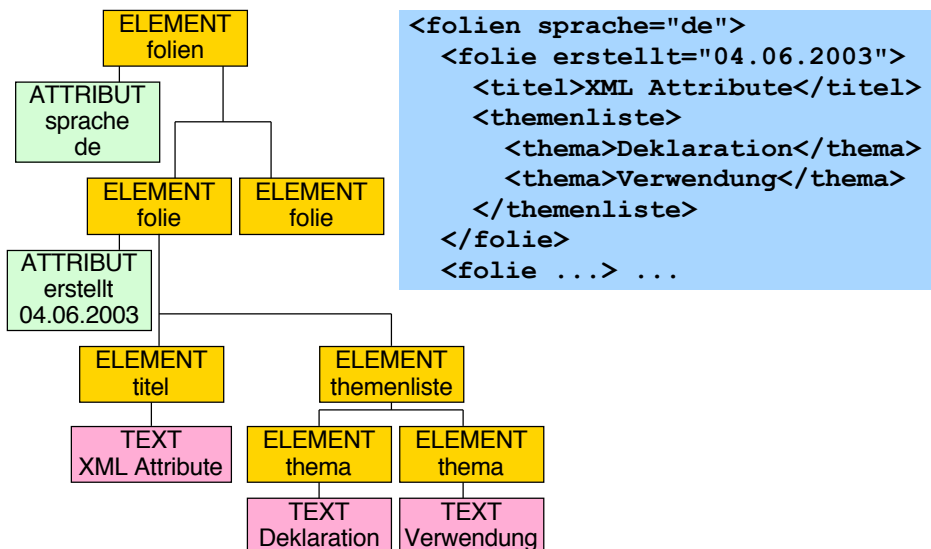 ELEMENT
folien
ATTRIBUT
sprache
de
ELEMENT
folie
ELEMENT
folie
ATTRIBUT
erstellt
04.06.2003
ELEMENT
titel
ELEMENT
themenliste
TEXT
XML Attribute
ELEMENT
thema
ELEMENT
thema
TEXT
Deklaration
TEXT
Verwendung
<folien sprache="de">
  <folie erstellt="04.06.2003">
    <titel>XML Attribute</titel>
    <themenliste>
      <thema>Deklaration</thema>
      <thema>Verwendung</thema>
    </themenliste>
  </folie>
  <folie ...> ...